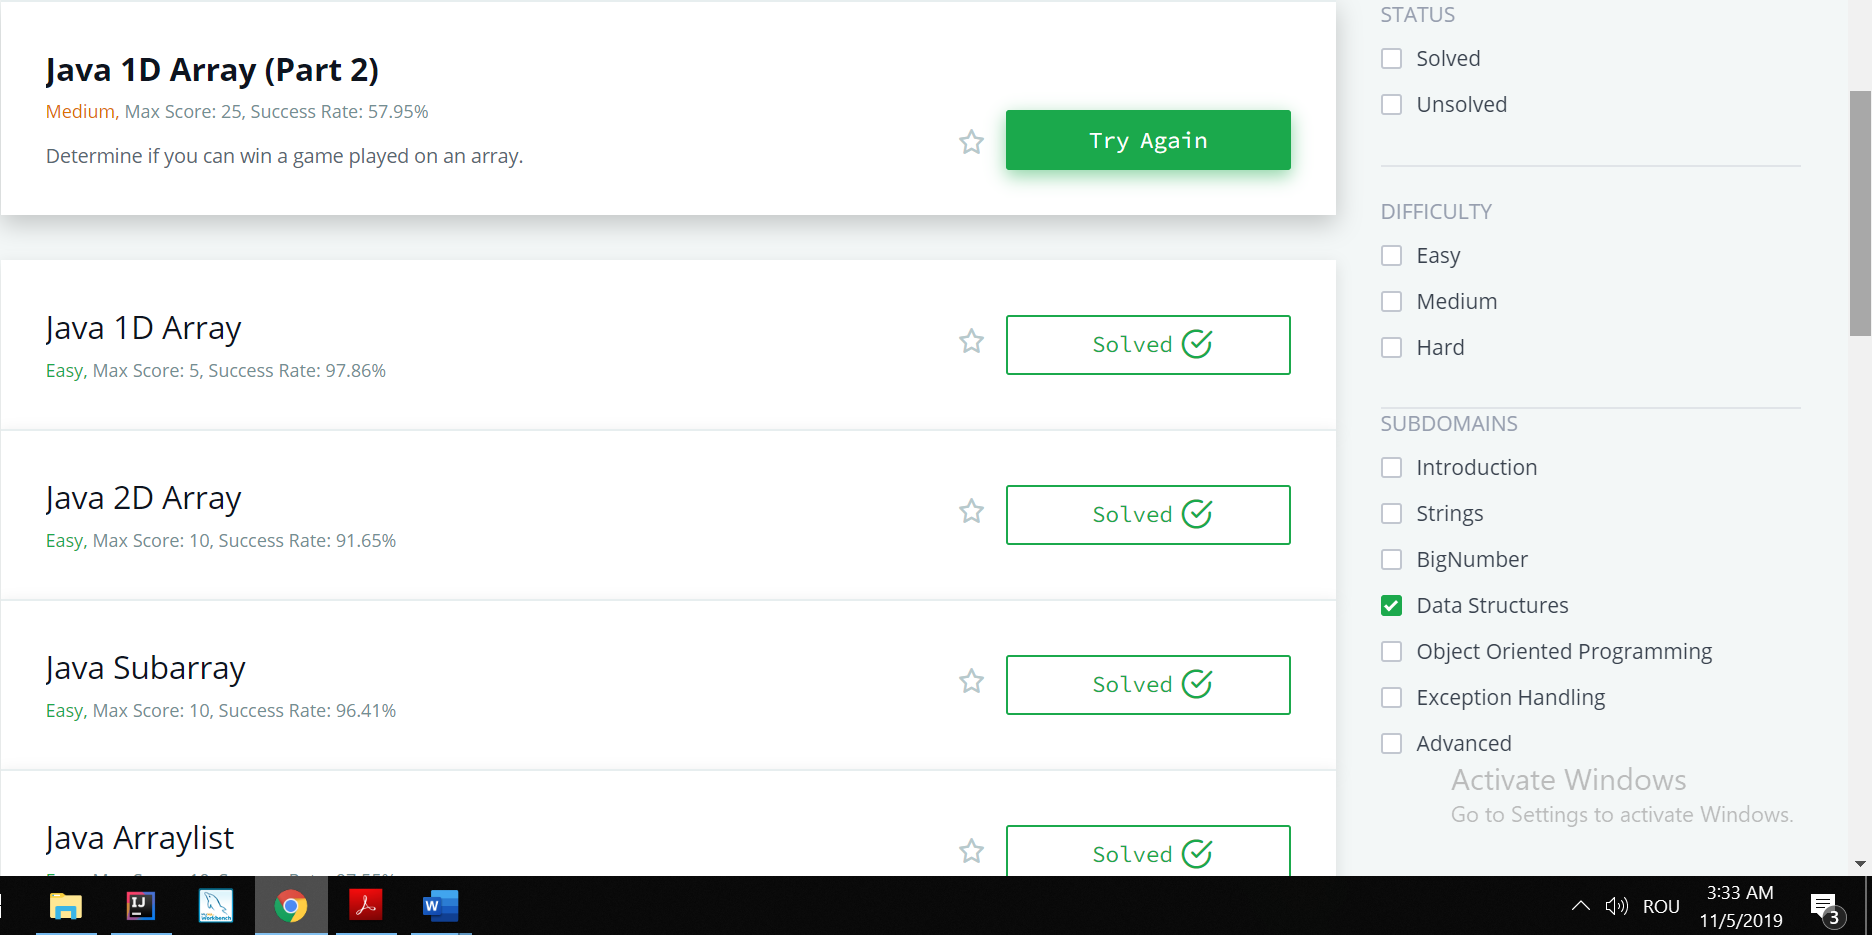 Java 1D Array (Part 2)
Medium, Max Score: 25, Success Rate: 57.95%
Determine if you can win a game played on an array.
Try Again
Java 1D Array
Easy, Max Score: 5, Success Rate: 97.86%
Solved
Java 2D Array
Easy, Max Score: 10, Success Rate: 91.65%
Solved
Java Subarray
Easy, Max Score: 10, Success Rate: 96.41%
Solved
Java Arraylist
Solved
STATUS
Solved
Unsolved
DIFFICULTY
Easy
Medium
Hard
SUBDOMAINS
Introduction
Strings
BigNumber
Data Structures
Object Oriented Programming
Exception Handling
Advanced
Activate Windows
Go to Settings to activate Windows.
IJ
Workbench
W
ROU
3:33 AM
11/5/2019
3